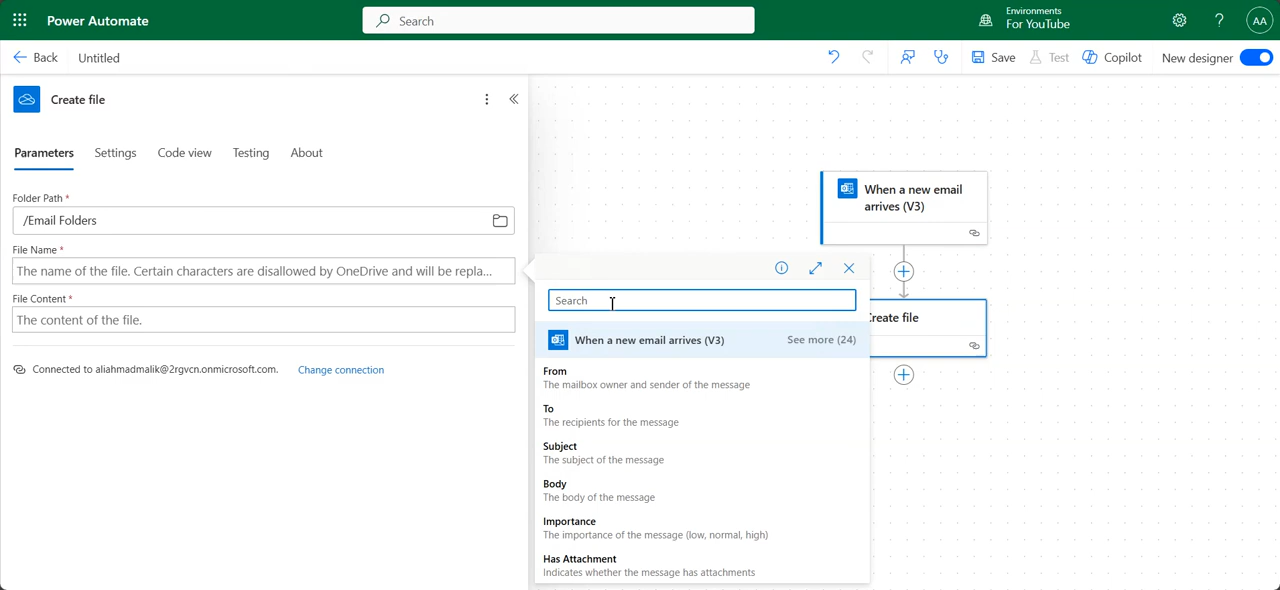 Power Automate
Search
Environments
For YouTube
AA
Back
Untitled
Save
Test
Copilot
New designer
Create file
Parameters
Settings
Code view
Testing
About
Folder Path *
/Email Folders
File Name *
The name of the file. Certain characters are disallowed by OneDrive and will be repla...
File Content *
The content of the file.
Connected to aliahmadmalik@2rgvcn.onmicrosoft.com.
Change connection
Search
When a new email arrives (V3)
See more (24)
From
The mailbox owner and sender of the message
To
The recipients for the message
Subject
The subject of the message
Body
The body of the message
Importance
The importance of the message (low, normal, high)
Has Attachment
Indicates whether the message has attachments
When a new email
arrives (V3)
Create file